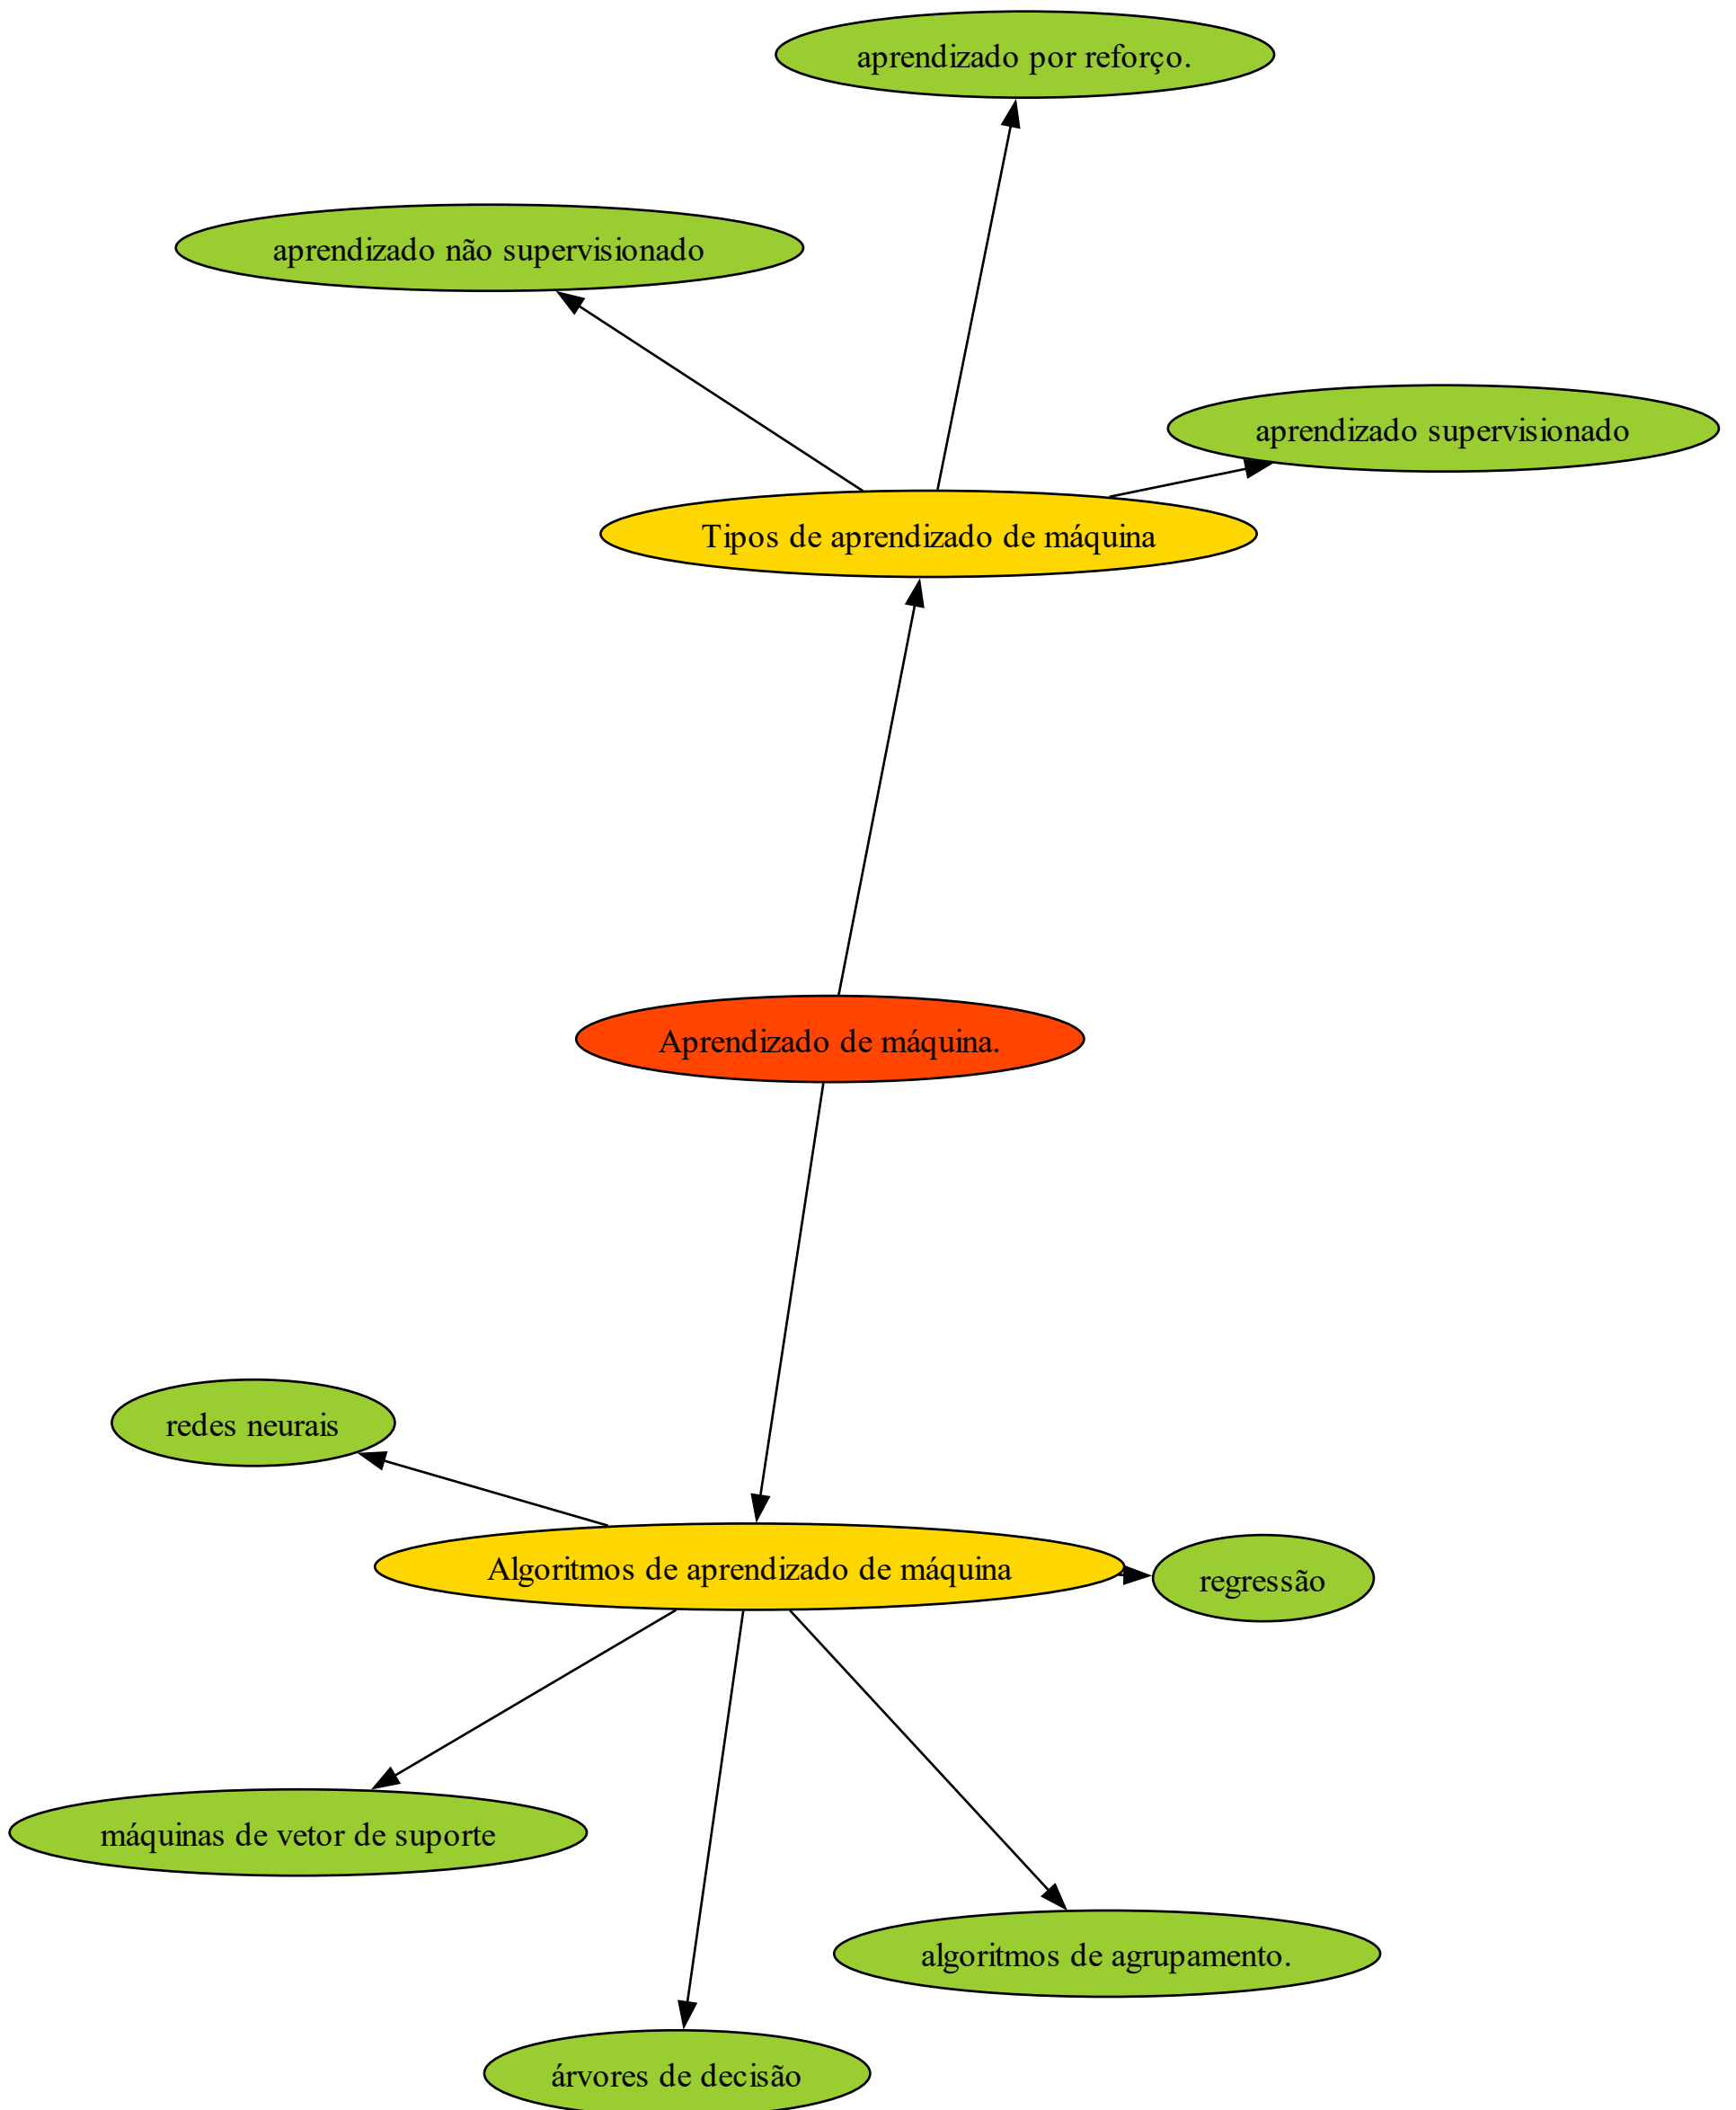 aprendizado por reforço.
aprendizado não supervisionado
aprendizado supervisionado
Tipos de aprendizado de máquina
Aprendizado de máquina.
redes neurais
Algoritmos de aprendizado de máquina
regressão
máquinas de vetor de suporte
algoritmos de agrupamento.
árvores de decisão